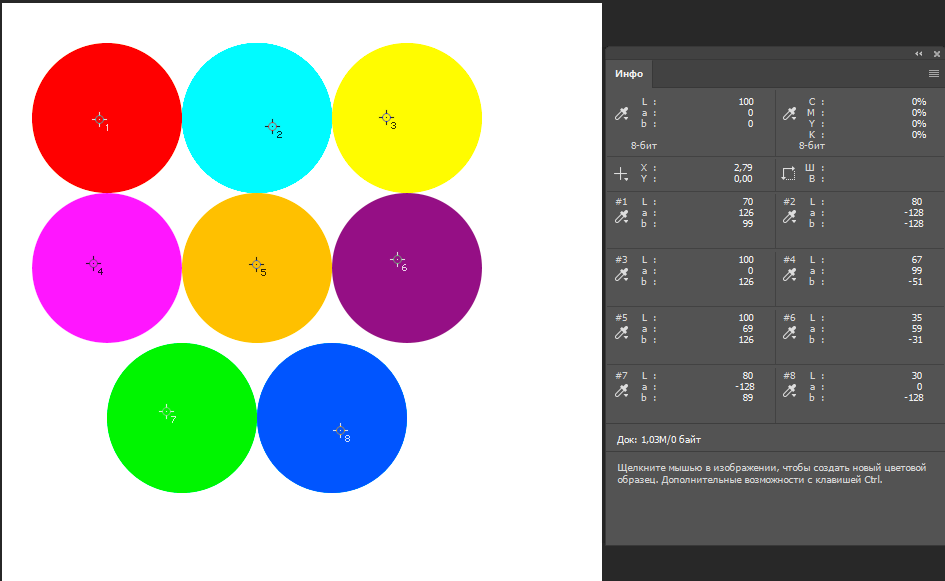 1
2
3
4
5
6
7
8
Инфо
L : 100 C : 0%
a : 0 M : 0%
b : 0 Y : 0%
K : 0%
8-бит 8-бит
X : 2,79 Ш :
Y : 0,00 В :
#1 L : 70 #2 L : 80
a : 126 a : -128
b : 99 b : -128
#3 L : 100 #4 L : 67
a : 0 a : 99
b : 126 b : -51
#5 L : 100 #6 L : 35
a : 69 a : 59
b : 126 b : -31
#7 L : 80 #8 L : 30
a : -128 a : 0
b : 89 b : -128
Док: 1,03M/0 байт
Щелкните мышью в изображении, чтобы создать новый цветовой
образец. Дополнительные возможности с клавишей Ctrl.